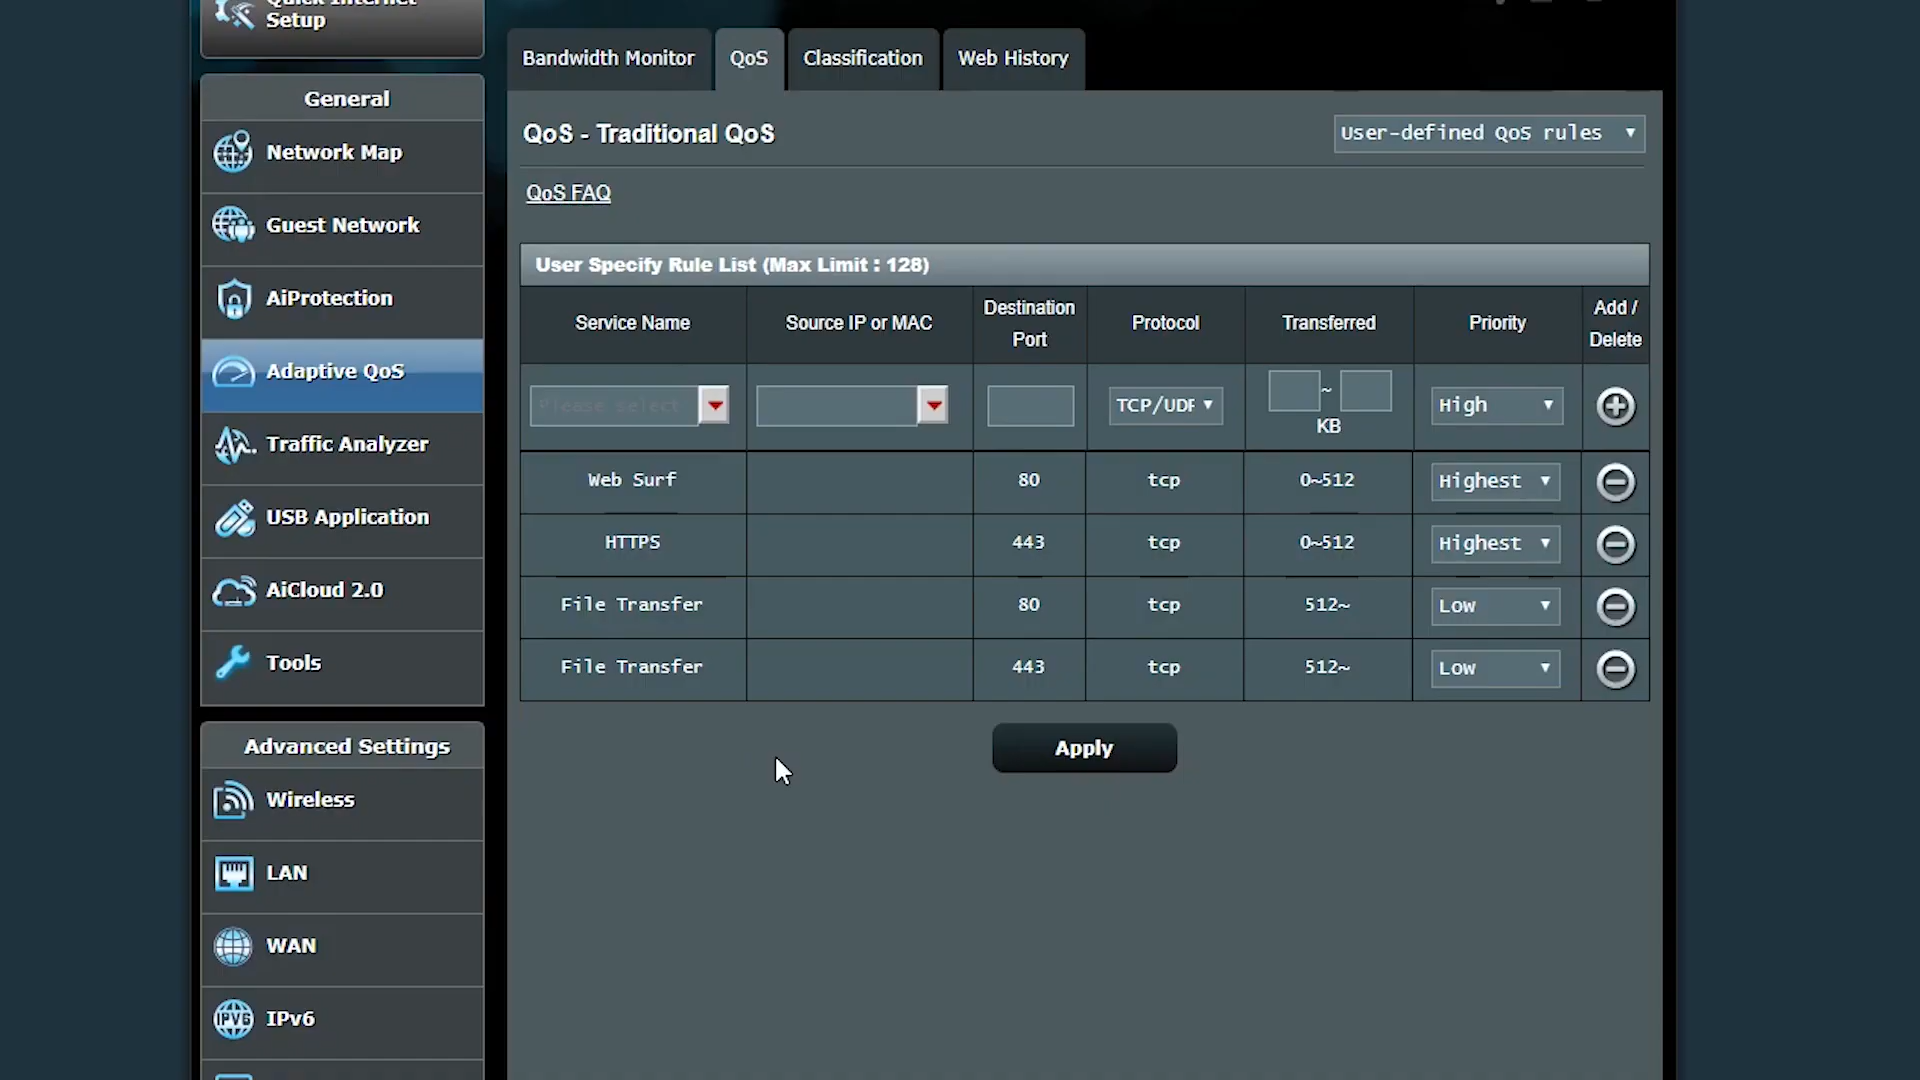 Quick Internet
Setup
General
Network Map
Guest Network
AiProtection
Adaptive QoS
Traffic Analyzer
USB Application
AiCloud 2.0
Tools
Advanced Settings
Wireless
LAN
WAN
IPv6
Bandwidth Monitor
QoS
Classification
Web History
QoS - Traditional QoS
User-defined QoS rules
QoS FAQ
User Specify Rule List (Max Limit : 128)
Service Name Source IP or MAC Destination Port Protocol Transferred Priority Add / Delete
Please select TCP/UDP ~ KB High
Web Surf 80 tcp 0~512 Highest
HTTPS 443 tcp 0~512 Highest
File Transfer 80 tcp 512~ Low
File Transfer 443 tcp 512~ Low
Apply